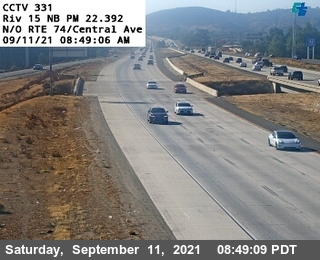 CCTV 331
Riv 15 NB PM 22.392
N/O RTE 74/Central Ave
09/11/21 08:49:06 AM
Saturday, September 11, 2021 08:49:09 PDT